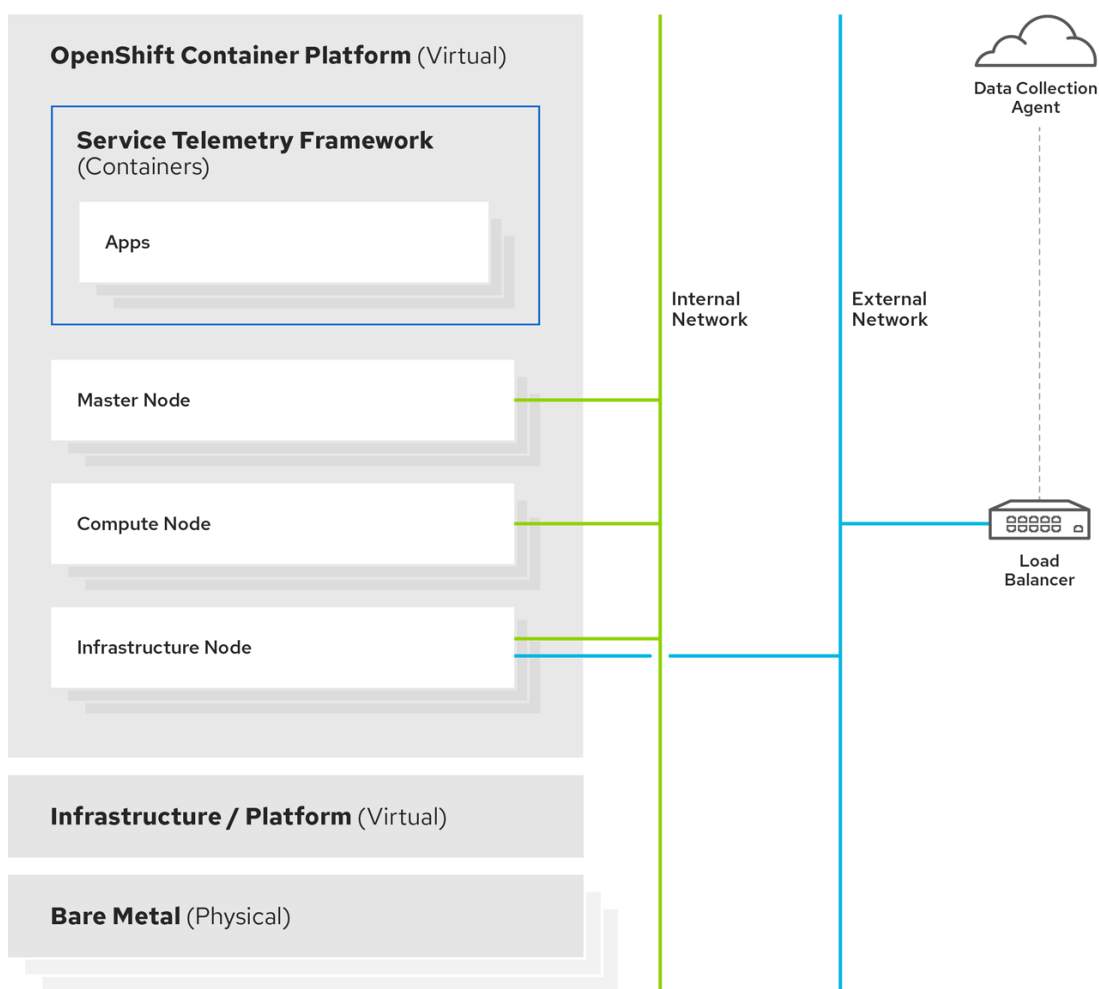 OpenShift Container Platform (Virtual)
Service Telemetry Framework
(Containers)
Apps
Master Node
Compute Node
Infrastructure Node
Infrastructure / Platform (Virtual)
Bare Metal (Physical)
Internal
Network
External
Network
Data Collection
Agent
Load
Balancer